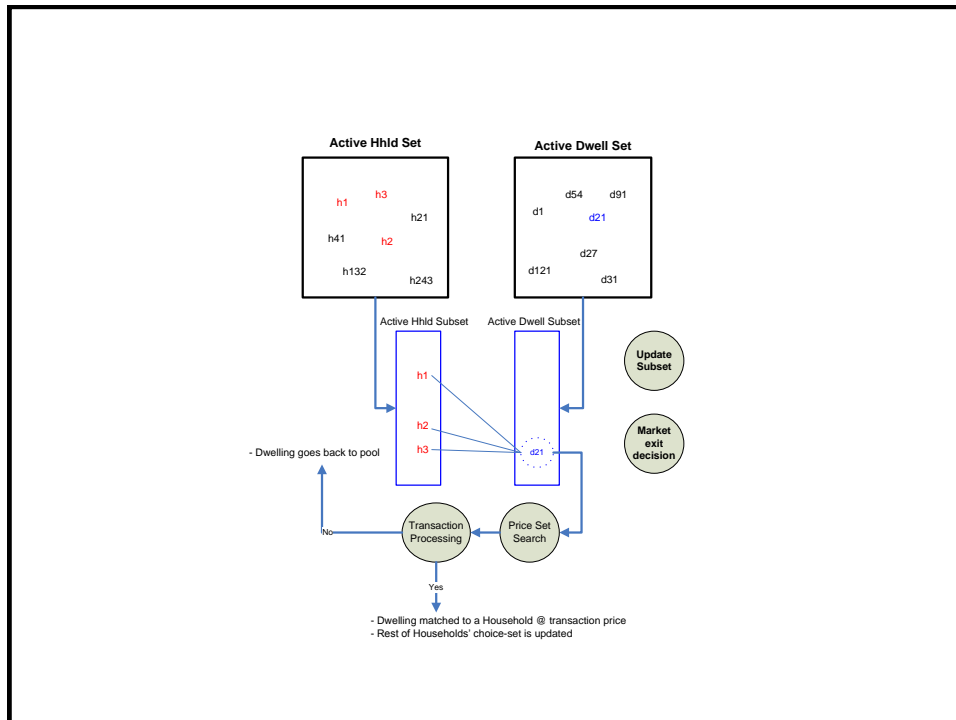 Active Hhld Set
Active Dwell Set
h3
h1
h21
h41
h2
h132
h243
d54
d91
d1
d21
d27
d121
d31
Active Hhld Subset
Active Dwell Subset
h1
h2
h3
d21
Update
Subset
Market
exit
decision
- Dwelling goes back to pool
Transaction
Processing
Price Set
Search
No
Yes
- Dwelling matched to a Household @ transaction price
- Rest of Households' choice-set is updated